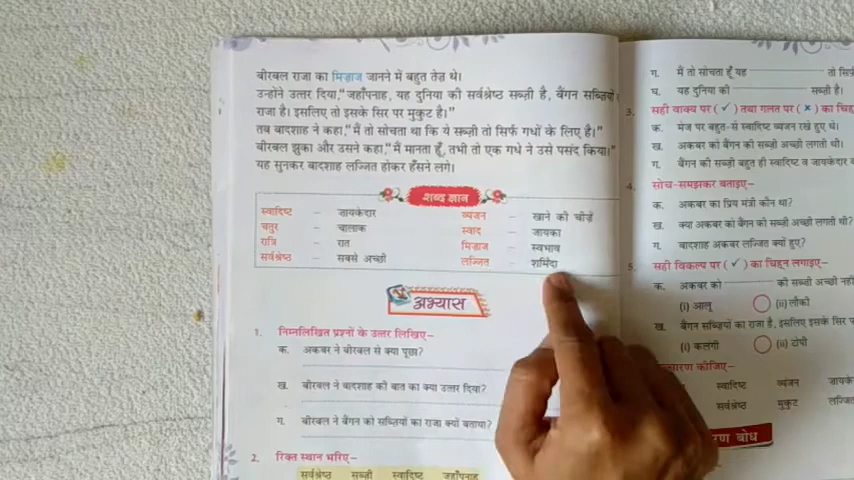 बीरबल राजा का मिज़ाज जानने में बहुत तेज़ थे।
उन्होंने उत्तर दिया,"जहाँपनाह, यह दुनिया की सर्वश्रेष्ठ सब्ज़ी है, बैंगन सब्ज़ियों
राजा है। इसलिए तो इसके सिर पर मुकुट है।"
तब बादशाह ने कहा,"मैं तो सोचता था कि ये सब्ज़ी तो सिर्फ गधों के लिए है।"
बीरबल झुका और उसने कहा,"मैं मानता हूँ, तभी तो एक गधे ने उसे पसंद किया।"
यह सुनकर बादशाह लज्जित होकर हँसने लगे।
शब्द ज्ञान
स्वादिष्ट – ज़ायकेदार व्यंजन – खाने की चीज़ें
चतुर – चालाक स्वाद – जायका
रात्रि – रात मिज़ाज – स्वभाव
सर्वश्रेष्ठ – सबसे अच्छी लज्जित – शर्मिंदा
अभ्यास
1. निम्नलिखित प्रश्नों के उत्तर लिखिए–
क. अकबर ने बीरबल से क्या पूछा?
ख. बीरबल ने बादशाह की बात का क्या उत्तर दिया?
ग. बीरबल ने बैंगन को सब्ज़ियों का राजा क्यों बताया?
2. रिक्त स्थान भरिए–
सर्वश्रेष्ठ सब्ज़ी स्वादिष्ट जहाँपनाह
ग. मैं तो सोचता हूँ यह तो सिर्फ
घ. यह दुनिया की सब्ज़ी है।
3. सही वाक्य पर ( ✓ ) तथा गलत पर ( × ) का चिह्न
क. मंज पर बहुत-से स्वादिष्ट व्यंजन रखे हुए थे।
ख. अकबर को बैंगन की सब्ज़ी अच्छी लगती थी।
ग. बैंगन की सब्ज़ी बहुत ही स्वादिष्ट व जायकेदार
4. सोच-समझकर बताइए–
क. अकबर का प्रिय मंत्री कौन था?
ख. क्या अकबर को बैंगन की सब्ज़ी अच्छी लगती थी?
ग. बादशाह अकबर लज्जित क्यों हुए?
5. सही विकल्प पर ( ✓ ) का चिह्न लगाइए–
क. अकबर को की सब्ज़ी अच्छी नहीं
(i) आलू (ii) लौकी
ख. बैंगन सब्ज़ियों का राजा है, इसलिए इसके सिर पर
(i) कलगी (ii) टोपी
कीजिए–
स्वादिष्ट व्यंजन
सर्वश्रेष्ठ मुकुट
बोध